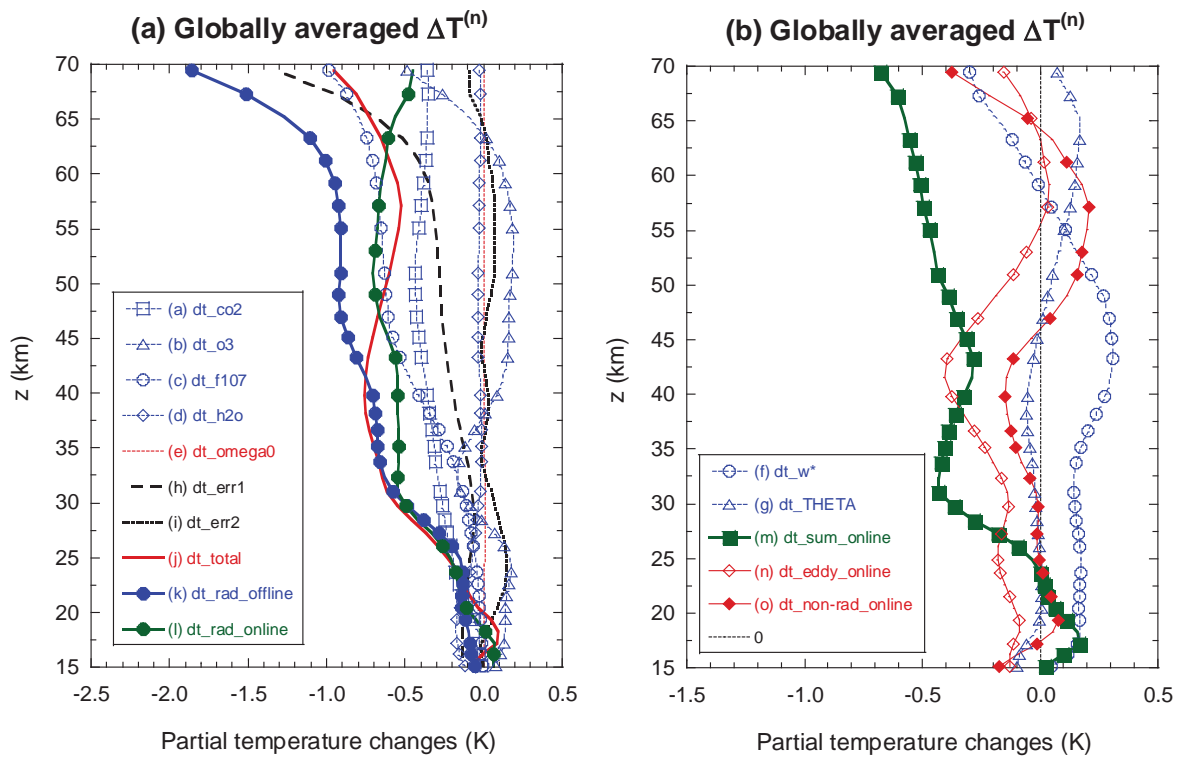 (a) Globally averaged ΔT(n)
70
65
60
55
50
45
40
35
30
25
20
15
z (km)
(a) dt_co2
(b) dt_o3
(c) dt_f107
(d) dt_h2o
(e) dt_omega0
(h) dt_err1
(i) dt_err2
(j) dt_total
(k) dt_rad_offline
(l) dt_rad_online
-2.5 -2.0 -1.5 -1.0 -0.5 0.0 0.5
Partial temperature changes (K)
(b) Globally averaged ΔT(n)
70
65
60
55
50
45
40
35
30
25
20
15
z (km)
(f) dt_w*
(g) dt_THETA
(m) dt_sum_online
(n) dt_eddy_online
(o) dt_non-rad_online
0
-1.5 -1.0 -0.5 0.0 0.5
Partial temperature changes (K)